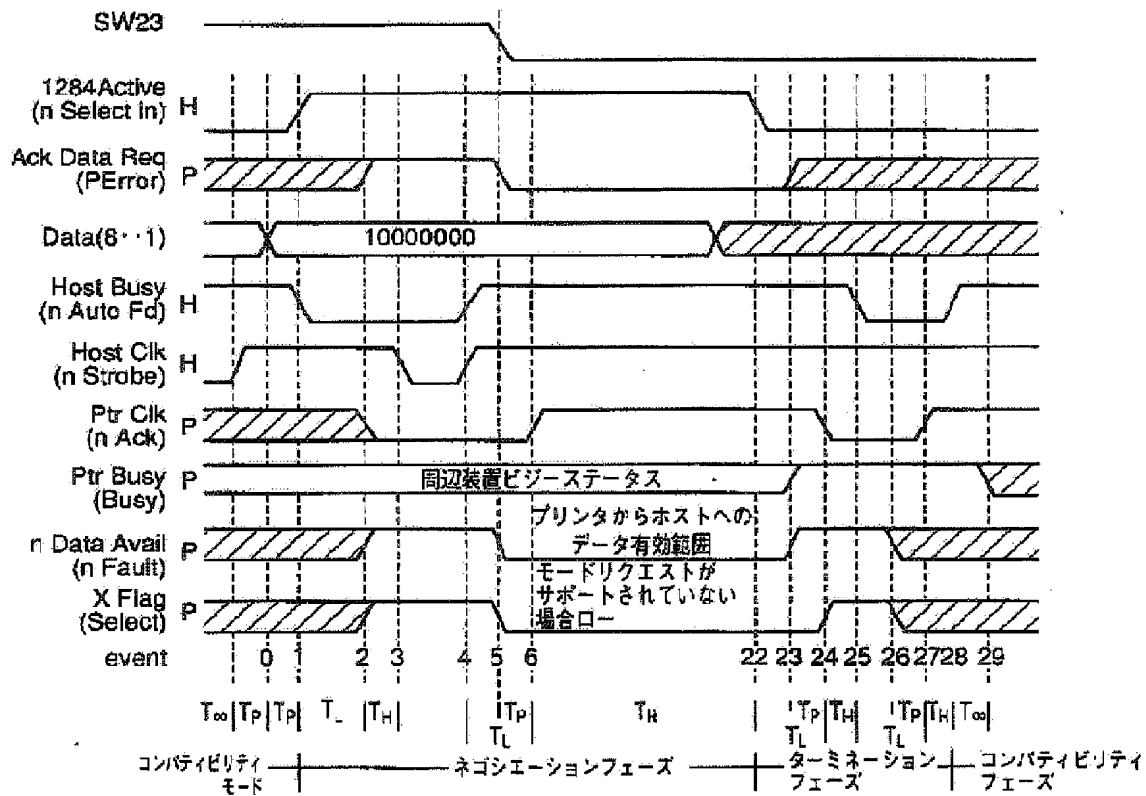 SW23
1284Active
(n Select in) H
Ack Data Req
(PError) P
Data(8··1)
10000000
Host Busy
(n Auto Fd) H
Host Clk
(n Strobe) H
Ptr Clk
(n Ack) P
Ptr Busy
(Busy) P
周辺装置ビジーステータス
n Data Avail
(n Fault) P
プリンタからホストへの
データ有効範囲
X Flag
(Select) P
モードリクエストが
サポートされていない
場合ロー
event 0 1 2 3 4 5 6 22 23 24 25 26 27 28 29
T∞ TP TP TL TH TL TP TR TL TP TH TL TP TH T∞
コンパティビリティ
モード
ネゴシエーションフェーズ
ターミネーション
フェーズ
コンパティビリティ
フェーズ